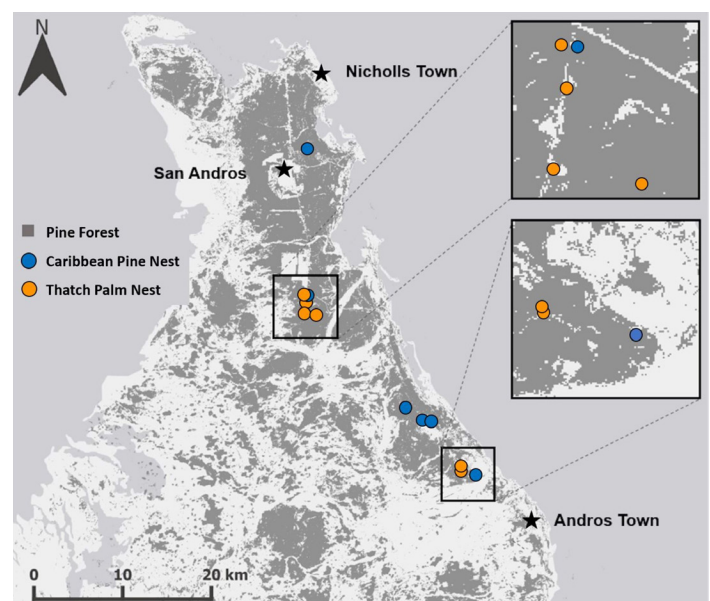 N
Nicholls Town
San Andros
Pine Forest
Caribbean Pine Nest
Thatch Palm Nest
Andros Town
0 10 20 km